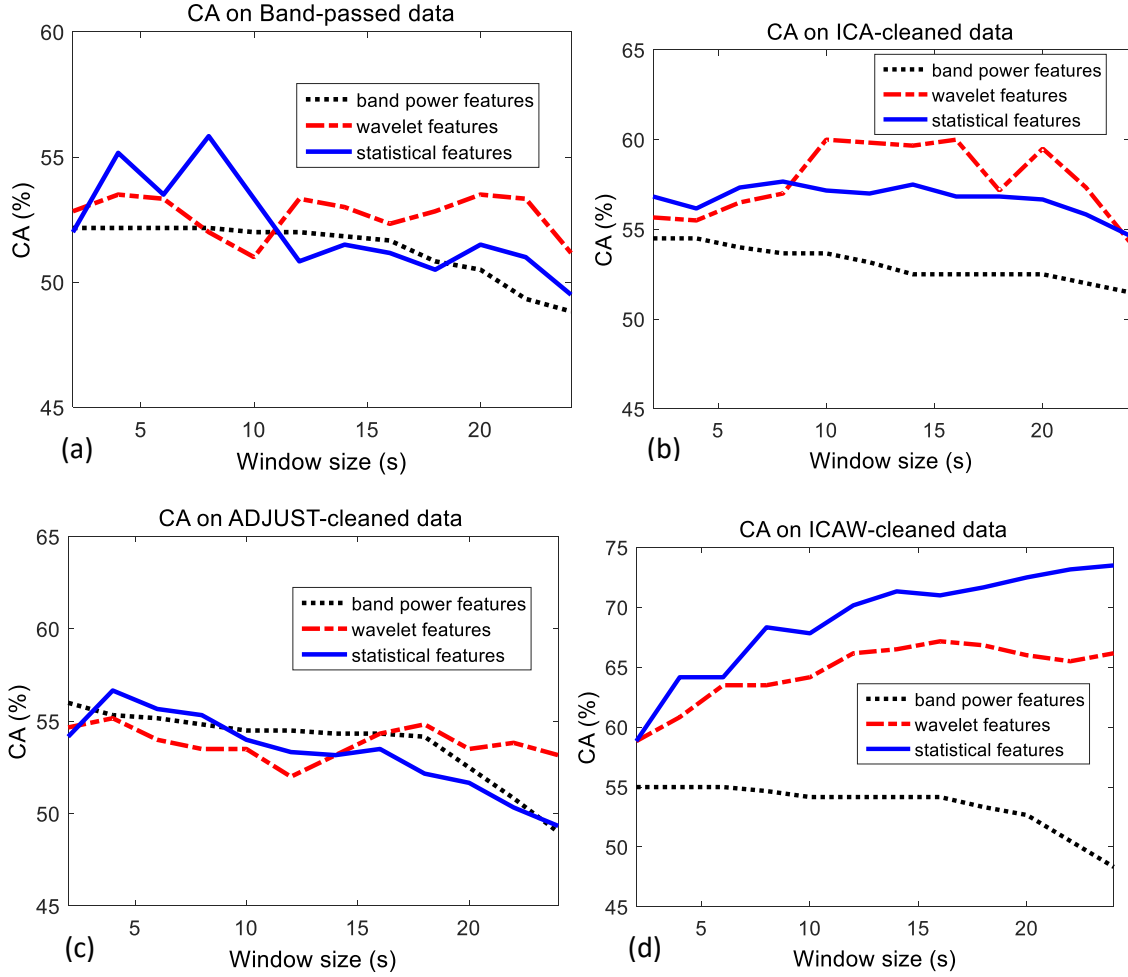 CA on Band-passed data
60
55
50
45
CA (%)
band power features
wavelet features
statistical features
5
10
15
20
Window size (s)
(a)
CA on ICA-cleaned data
65
60
55
50
45
CA (%)
band power features
wavelet features
statistical features
5
10
15
20
Window size (s)
(b)
CA on ADJUST-cleaned data
65
60
55
50
45
CA (%)
band power features
wavelet features
statistical features
5
10
15
20
Window size (s)
(c)
CA on ICAW-cleaned data
75
70
65
60
55
50
45
CA (%)
band power features
wavelet features
statistical features
5
10
15
20
Window size (s)
(d)